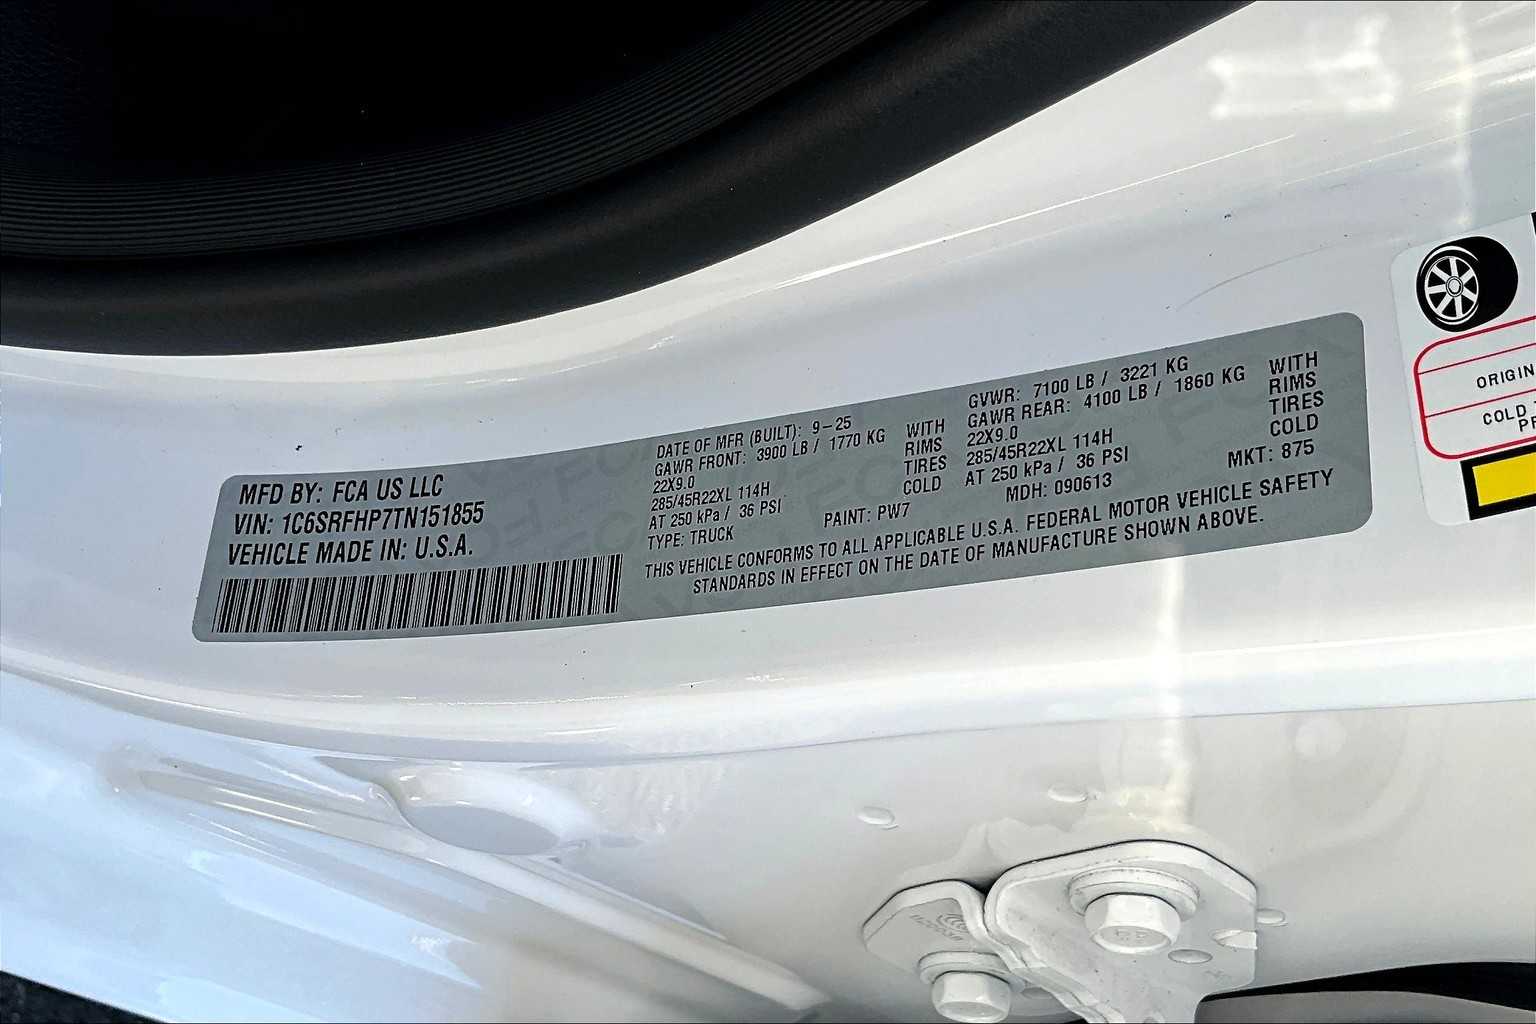 MFD BY: FCA US LLC
VIN: 1C6SRFHP7TN151855
VEHICLE MADE IN: U.S.A.
DATE OF MFR (BUILT): 9-25
GAWR FRONT: 3900 LB / 1770 KG WITH
22X9.0 RIMS
285/45R22XL 114H TIRES
AT 250 kPa / 36 PSI COLD
TYPE: TRUCK PAINT: PW7
GVWR: 7100 LB / 3221 KG
GAWR REAR: 4100 LB / 1860 KG WITH
22X9.0 RIMS
285/45R22XL 114H TIRES
AT 250 kPa / 36 PSI COLD
MDH: 090613 MKT: 875
THIS VEHICLE CONFORMS TO ALL APPLICABLE U.S.A. FEDERAL MOTOR VEHICLE SAFETY
STANDARDS IN EFFECT ON THE DATE OF MANUFACTURE SHOWN ABOVE.
ORIGIN
COLD T
PR